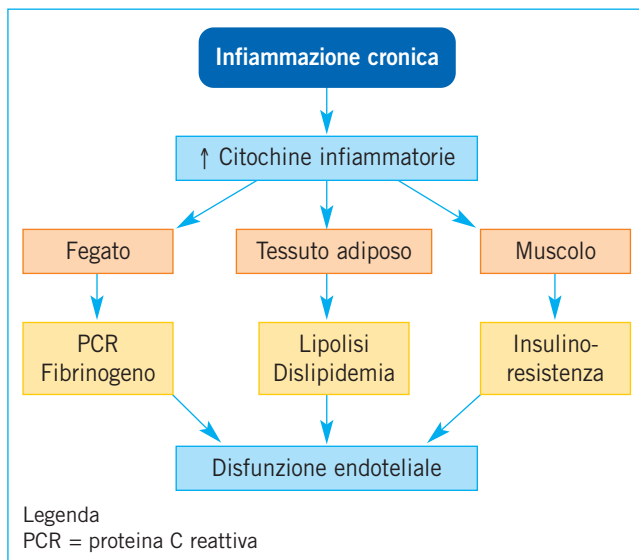 Infiammazione cronica
↑ Citochine infiammatorie
Fegato
Tessuto adiposo
Muscolo
PCR
Fibrinogeno
Lipolisi
Dislipidemia
Insulino-
resistenza
Disfunzione endoteliale
Legenda
PCR = proteina C reattiva